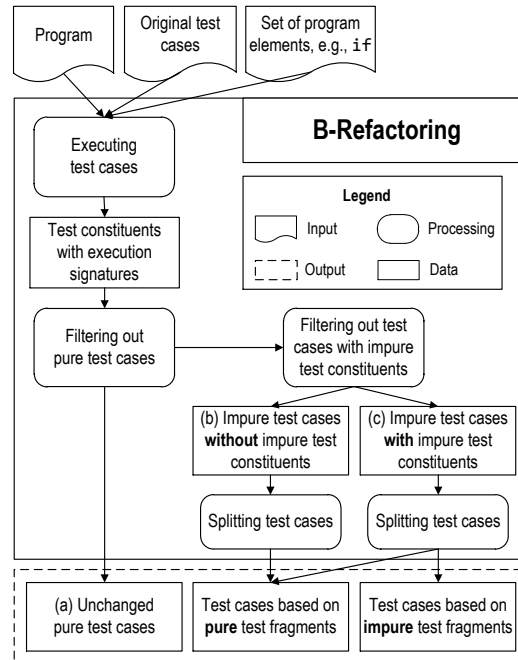 Program
Original test
cases
Set of program
elements, e.g., if
B-Refactoring
Executing
test cases
Legend
Input
Processing
Output
Data
Test constituents
with execution
signatures
Filtering out
pure test cases
Filtering out test
cases with impure
test constituents
(b) Impure test cases
without impure test
constituents
(c) Impure test cases
with impure test
constituents
Splitting test cases
Splitting test cases
(a) Unchanged
pure test cases
Test cases based on
pure test fragments
Test cases based on
impure test fragments